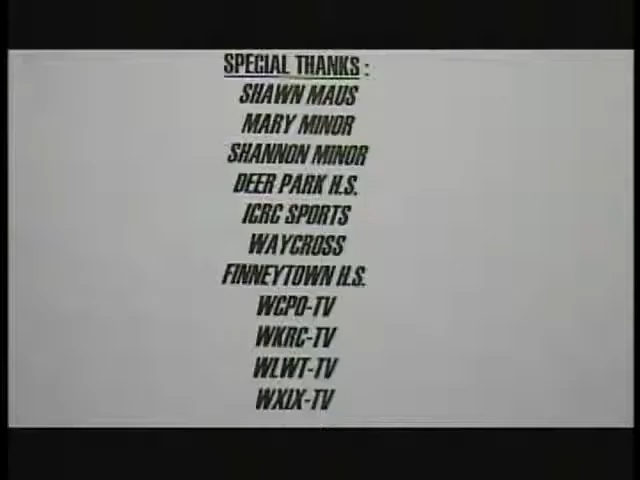 SPECIAL THANKS :
SHAWN MAUS
MARY MINOR
SHANNON MINOR
DEER PARK H.S.
ICRC SPORTS
WAYCROSS
FINNEYTOWN H.S.
WCPO-TV
WKRC-TV
WLWT-TV
WXIX-TV